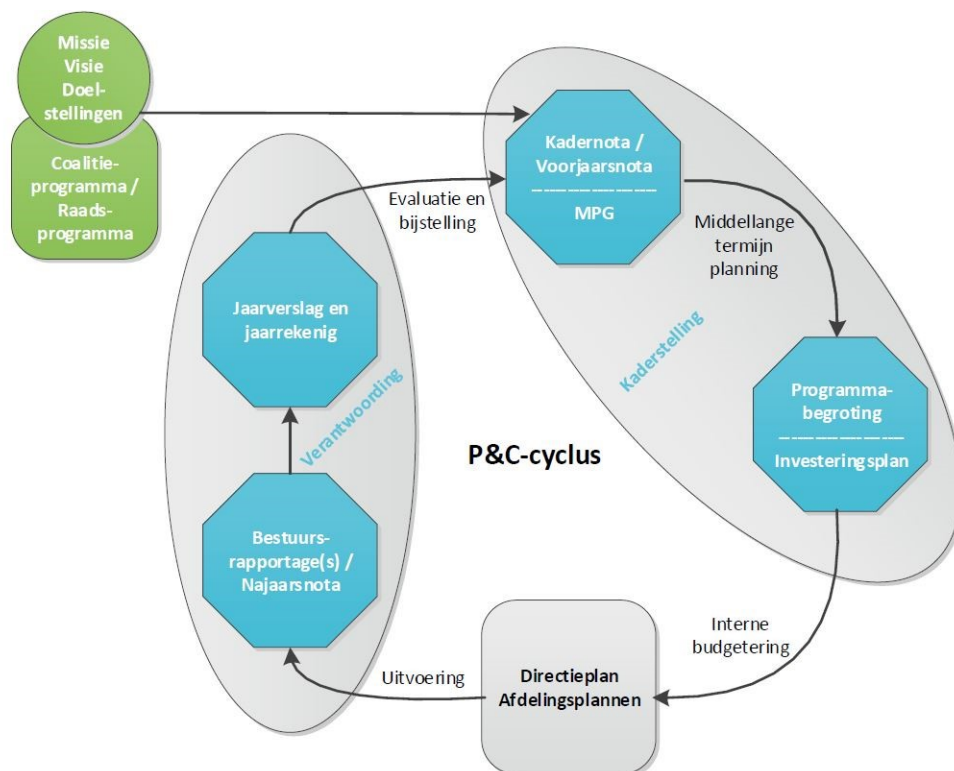 Missie
Visie
Doel-
stellingen
Coalitie-
programma /
Raads-
programma
Kadernota /
Voorjaarsnota
--------------------
MPG
Evaluatie en
bijstelling
Middellange
termijn
planning
Jaarverslag en
jaarrekenig
Kaderstelling
Verantwoording
Programma-
begroting
--------------------
Investeringsplan
P&C-cyclus
Bestuurs-
rapportage(s) /
Najaarsnota
Interne
budgetering
Uitvoering
Directieplan
Afdelingsplannen